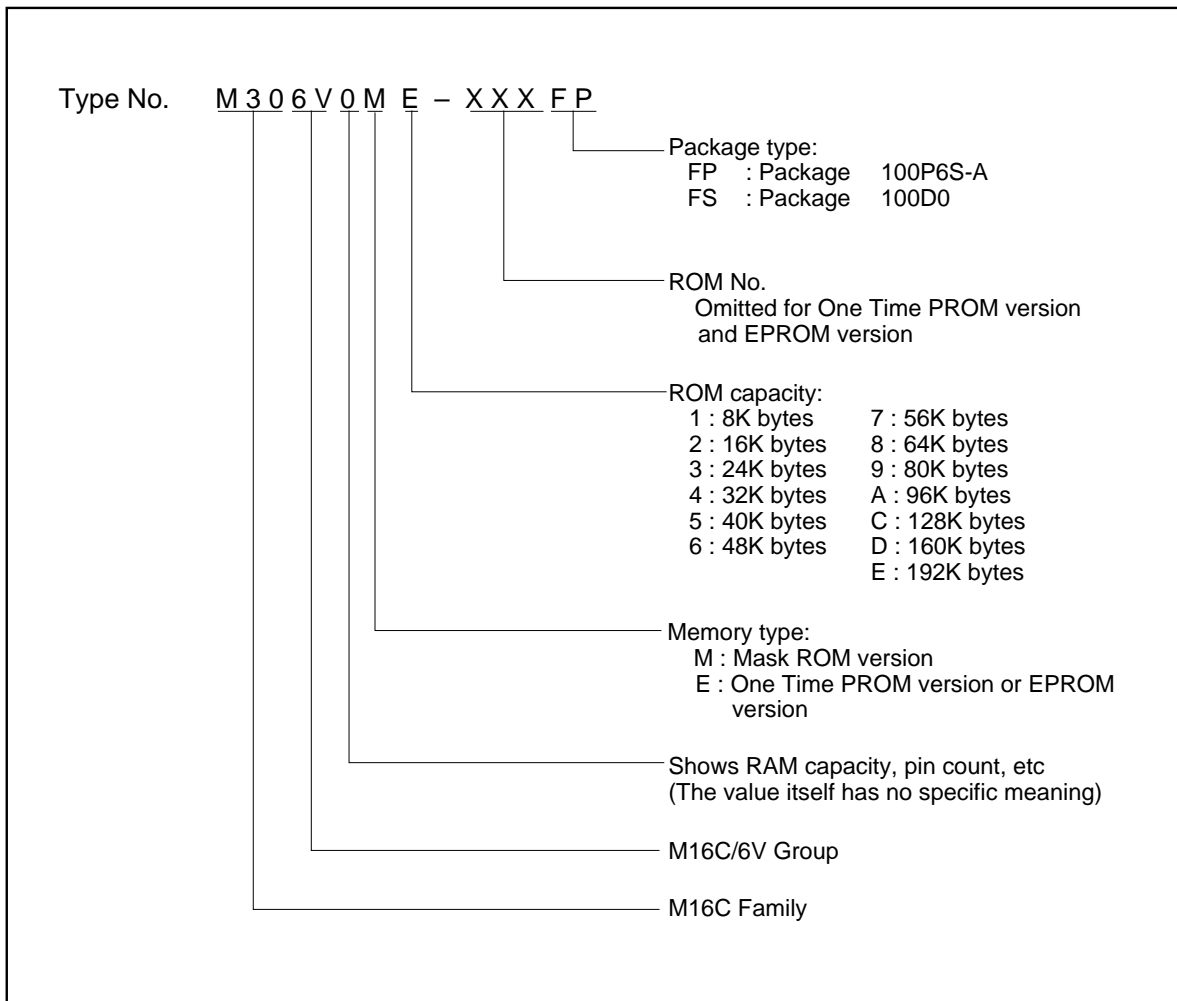 Type No. M 3 0 6 V 0 M E – X X X F P
Package type:
FP : Package 100P6S-A
FS : Package 100D0
ROM No.
Omitted for One Time PROM version
and EPROM version
ROM capacity:
1 : 8K bytes 7 : 56K bytes
2 : 16K bytes 8 : 64K bytes
3 : 24K bytes 9 : 80K bytes
4 : 32K bytes A : 96K bytes
5 : 40K bytes C : 128K bytes
6 : 48K bytes D : 160K bytes
E : 192K bytes
Memory type:
M : Mask ROM version
E : One Time PROM version or EPROM
version
Shows RAM capacity, pin count, etc
(The value itself has no specific meaning)
M16C/6V Group
M16C Family